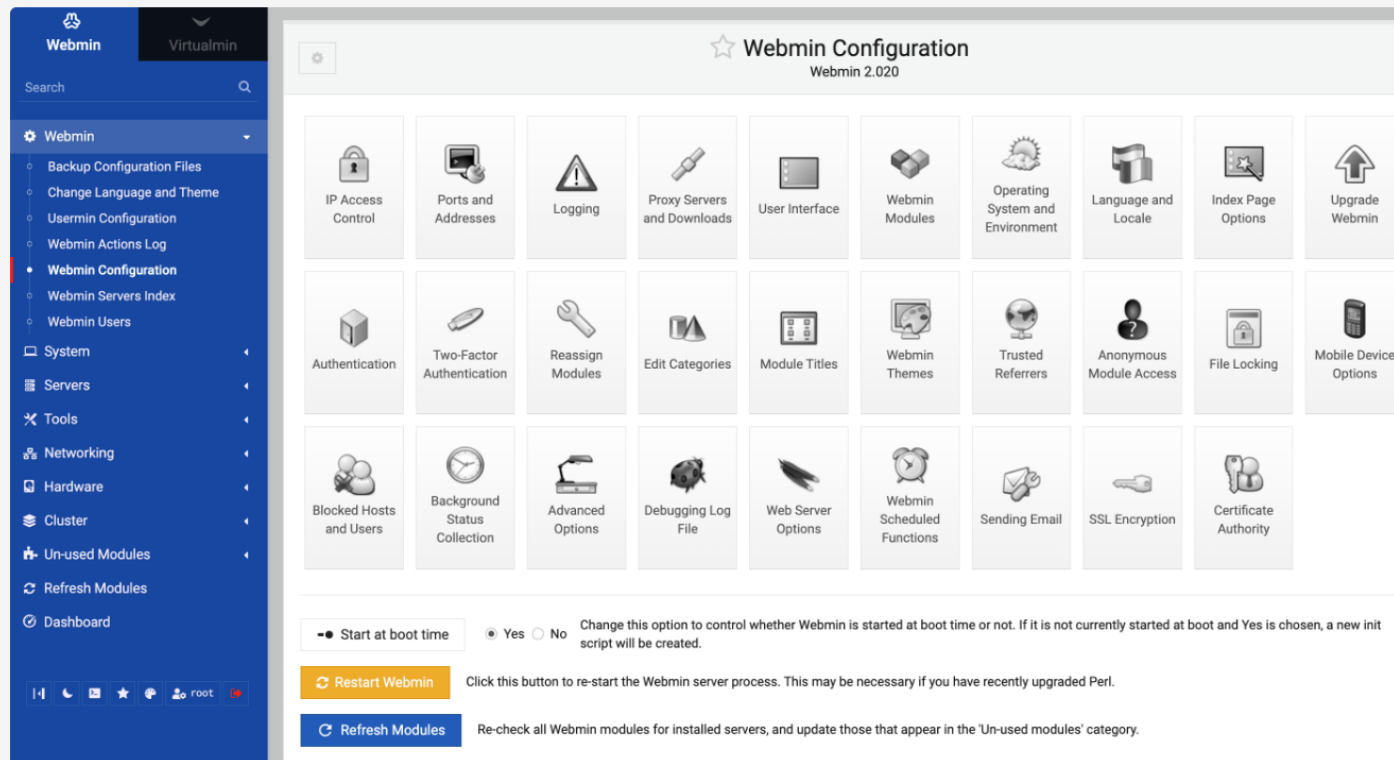 Webmin
Virtualmin
Search
Webmin
Backup Configuration Files
Change Language and Theme
Usermin Configuration
Webmin Actions Log
Webmin Configuration
Webmin Servers Index
Webmin Users
System
Servers
Tools
Networking
Hardware
Cluster
Un-used Modules
Refresh Modules
Dashboard
root
Webmin Configuration
Webmin 2.020
IP Access
Control
Ports and
Addresses
Logging
Proxy Servers
and Downloads
User Interface
Webmin
Modules
Operating
System and
Environment
Language and
Locale
Index Page
Options
Upgrade
Webmin
Authentication
Two-Factor
Authentication
Reassign
Modules
Edit Categories
Module Titles
Webmin
Themes
Trusted
Referrers
Anonymous
Module Access
File Locking
Mobile Device
Options
Blocked Hosts
and Users
Background
Status
Collection
Advanced
Options
Debugging Log
File
Web Server
Options
Webmin
Scheduled
Functions
Sending Email
SSL Encryption
Certificate
Authority
Start at boot time
Yes No
Change this option to control whether Webmin is started at boot time or not. If it is not currently started at boot and Yes is chosen, a new init
script will be created.
Restart Webmin
Click this button to re-start the Webmin server process. This may be necessary if you have recently upgraded Perl.
Refresh Modules
Re-check all Webmin modules for installed servers, and update those that appear in the 'Un-used modules' category.